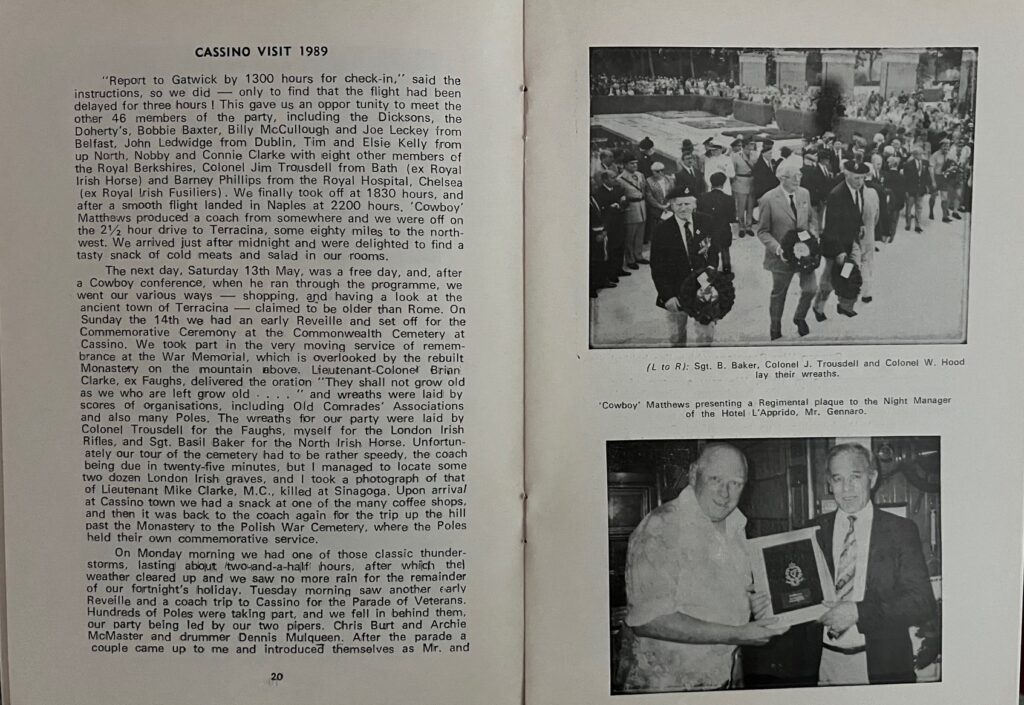 CASSINO VISIT 1989
"Report to Gatwick by 1300 hours for check-in," said the
instructions, so we did — only to find that the flight had been
delayed for three hours ! This gave us an oppor tunity to meet the
other 46 members of the party, including the Dicksons, the
Doherty's, Bobbie Baxter, Billy McCullough and Joe Leckey from
Belfast, John Ledwidge from Dublin, Tim and Elsie Kelly from
up North, Nobby and Connie Clarke with eight other members of
the Royal Berkshires, Colonel Jim Trousdell from Bath (ex Royal
Irish Horse) and Barney Phillips from the Royal Hospital, Chelsea
(ex Royal Irish Fusiliers). We finally took off at 1830 hours, and
after a smooth flight landed in Naples at 2200 hours. 'Cowboy'
Matthews produced a coach from somewhere and we were off on
the 2½ hour drive to Terracina, some eighty miles to the north-
west. We arrived just after midnight and were delighted to find a
tasty snack of cold meats and salad in our rooms.
The next day, Saturday 13th May, was a free day, and, after
a Cowboy conference, when he ran through the programme, we
went our various ways — shopping, and having a look at the
ancient town of Terracina — claimed to be older than Rome. On
Sunday the 14th we had an early Reveille and set off for the
Commemorative Ceremony at the Commonwealth Cemetery at
Cassino. We took part in the very moving service of remem-
brance at the War Memorial, which is overlooked by the rebuilt
Monastery on the mountain above. Lieutenant-Colonel Brian
Clarke, ex Faughs, delivered the oration "They shall not grow old
as we who are left grow old . . . . " and wreaths were laid by
scores of organisations, including Old Comrades' Associations
and also many Poles. The wreaths for our party were laid by
Colonel Trousdell for the Faughs, myself for the London Irish
Rifles, and Sgt. Basil Baker for the North Irish Horse. Unfortun-
ately our tour of the cemetery had to be rather speedy, the coach
being due in twenty-five minutes, but I managed to locate some
two dozen London Irish graves, and I took a photograph of that
of Lieutenant Mike Clarke, M.C., killed at Sinagoga. Upon arrival
at Cassino town we had a snack at one of the many coffee shops,
and then it was back to the coach again for the trip up the hill
past the Monastery to the Polish War Cemetery, where the Poles
held their own commemorative service.
On Monday morning we had one of those classic thunder-
storms, lasting about two-and-a-half hours, after which the
weather cleared up and we saw no more rain for the remainder
of our fortnight's holiday. Tuesday morning saw another early
Reveille and a coach trip to Cassino for the Parade of Veterans.
Hundreds of Poles were taking part, and we fell in behind them,
our party being led by our two pipers. Chris Burt and Archie
McMaster and drummer Dennis Mulqueen. After the parade a
couple came up to me and introduced themselves as Mr. and
20
(L to R): Sgt. B. Baker, Colonel J. Trousdell and Colonel W. Hood
lay their wreaths.
'Cowboy' Matthews presenting a Regimental plaque to the Night Manager
of the Hotel L'Apprido, Mr. Gennaro.